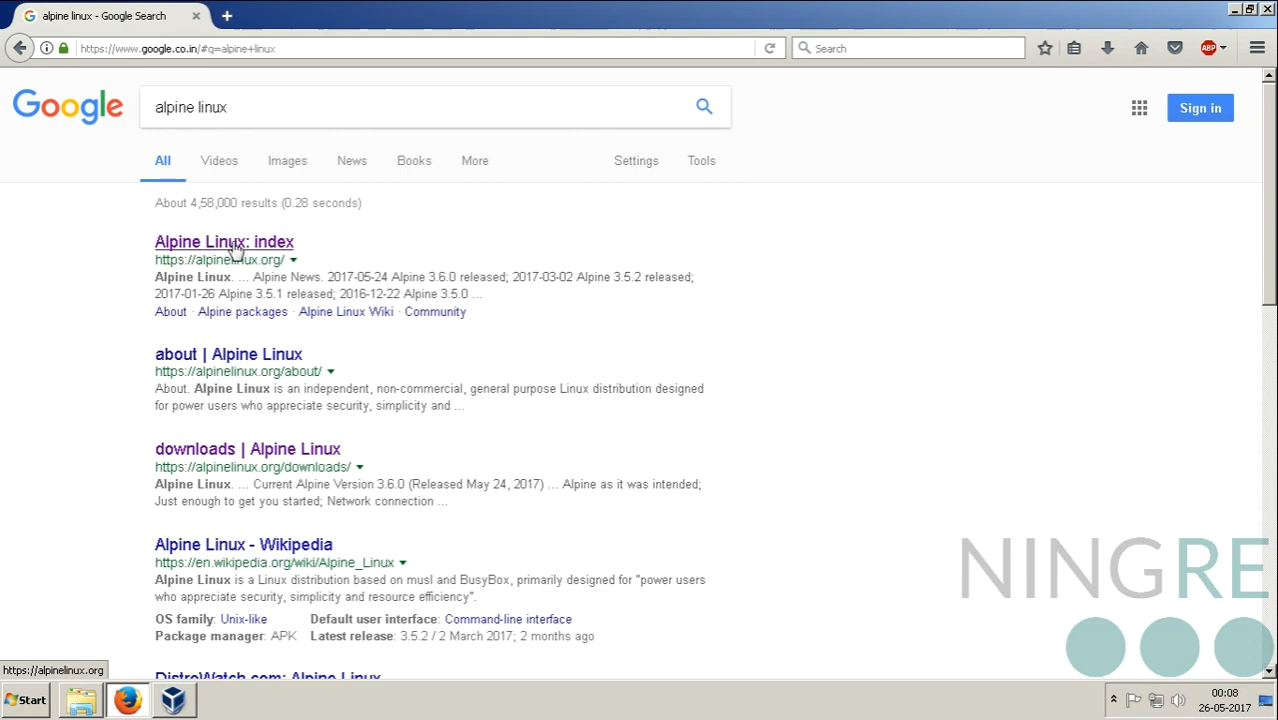 alpine linux - Google Search
https://www.google.co.in/#q=alpine+linux
Search
ABP
Google
alpine linux
Sign in
All Videos Images News Books More Settings Tools
About 4,58,000 results (0.28 seconds)
Alpine Linux: index
https://alpinelinux.org/
Alpine Linux. ... Alpine News. 2017-05-24 Alpine 3.6.0 released; 2017-03-02 Alpine 3.5.2 released;
2017-01-26 Alpine 3.5.1 released; 2016-12-22 Alpine 3.5.0 ...
About · Alpine packages · Alpine Linux Wiki · Community
about | Alpine Linux
https://alpinelinux.org/about/
About. Alpine Linux is an independent, non-commercial, general purpose Linux distribution designed
for power users who appreciate security, simplicity and ...
downloads | Alpine Linux
https://alpinelinux.org/downloads/
Alpine Linux. ... Current Alpine Version 3.6.0 (Released May 24, 2017) ... Alpine as it was intended;
Just enough to get you started; Network connection ...
Alpine Linux - Wikipedia
https://en.wikipedia.org/wiki/Alpine_Linux
Alpine Linux is a Linux distribution based on musl and BusyBox, primarily designed for "power users
who appreciate security, simplicity and resource efficiency".
OS family: Unix-like Default user interface: Command-line interface
Package manager: APK Latest release: 3.5.2 / 2 March 2017; 2 months ago
NINGRE
https://alpinelinux.org
DistroWatch.com: Alpine Linux
Start
00:08
26-05-2017